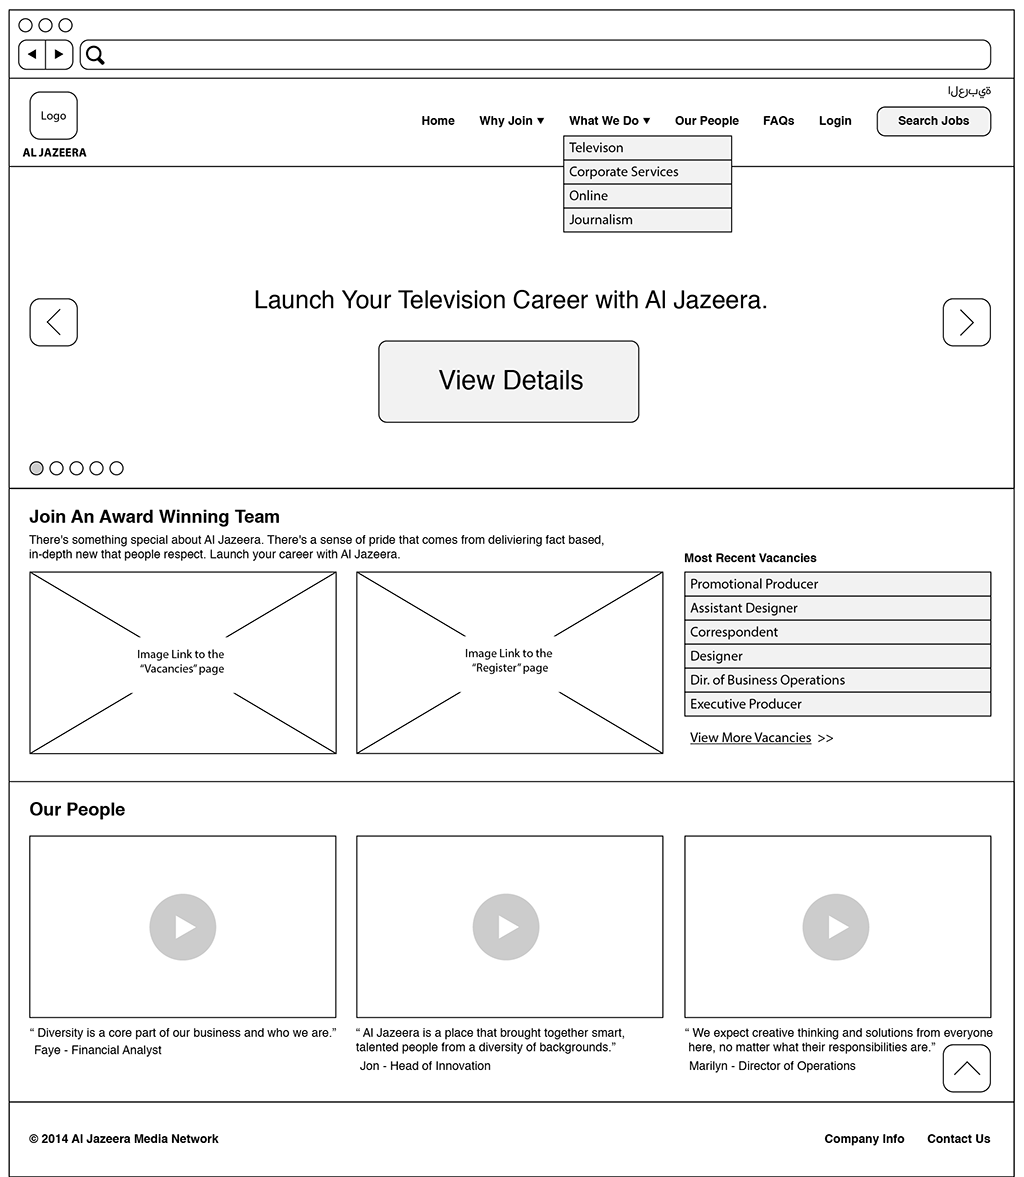 ةيبرعلا
Logo
AL JAZEERA
Home
Why Join ▼
What We Do ▼
Our People
FAQs
Login
Search Jobs
Televison
Corporate Services
Online
Journalism
Launch Your Television Career with Al Jazeera.
View Details
Join An Award Winning Team
There's something special about Al Jazeera. There's a sense of pride that comes from deliviering fact based,
in-depth new that people respect. Launch your career with Al Jazeera.
Image Link to the
“Vacancies” page
Image Link to the
“Register” page
Most Recent Vacancies
Promotional Producer
Assistant Designer
Correspondent
Designer
Dir. of Business Operations
Executive Producer
View More Vacancies >>
Our People
“ Diversity is a core part of our business and who we are.”
Faye - Financial Analyst
“ Al Jazeera is a place that brought together smart,
talented people from a diversity of backgrounds.”
Jon - Head of Innovation
“ We expect creative thinking and solutions from everyone
here, no matter what their responsibilities are.”
Marilyn - Director of Operations
© 2014 Al Jazeera Media Network
Company Info
Contact Us